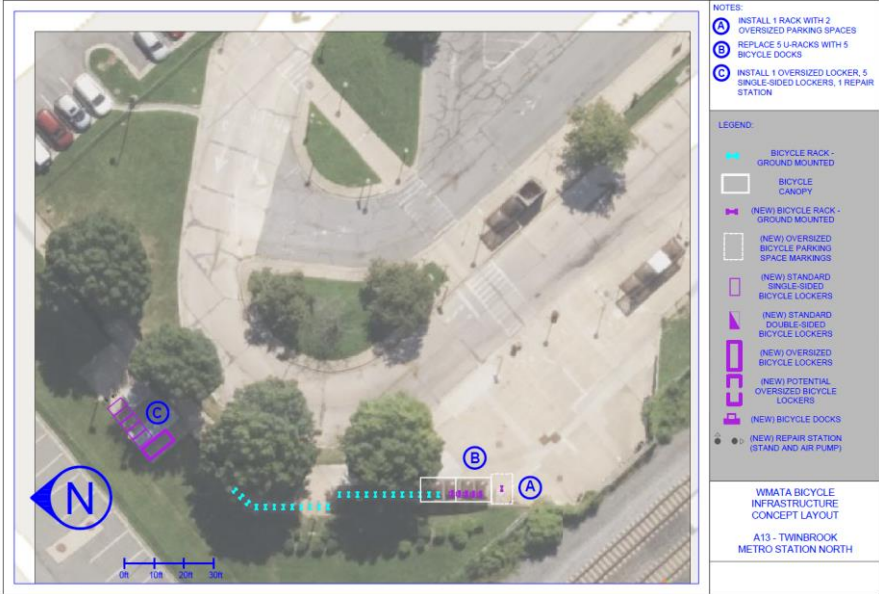 NOTES:
A INSTALL 1 RACK WITH 2
OVERSIZED PARKING SPACES
B REPLACE 5 U-RACKS WITH 5
BICYCLE DOCKS
C INSTALL 1 OVERSIZED LOCKER, 5
SINGLE-SIDED LOCKERS, 1 REPAIR
STATION
LEGEND:
BICYCLE RACK -
GROUND MOUNTED
BICYCLE
CANOPY
(NEW) BICYCLE RACK -
GROUND MOUNTED
(NEW) OVERSIZED
BICYCLE PARKING
SPACE MARKINGS
(NEW) STANDARD
SINGLE-SIDED
BICYCLE LOCKERS
(NEW) STANDARD
DOUBLE-SIDED
BICYCLE LOCKERS
(NEW) OVERSIZED
BICYCLE LOCKERS
(NEW) POTENTIAL
OVERSIZED BICYCLE
LOCKERS
(NEW) BICYCLE DOCKS
(NEW) REPAIR STATION
(STAND AND AIR PUMP)
WMATA BICYCLE
INFRASTRUCTURE
CONCEPT LAYOUT
A13 - TWINBROOK
METRO STATION NORTH
C
B
A
N
0ft 10ft 20ft 30ft